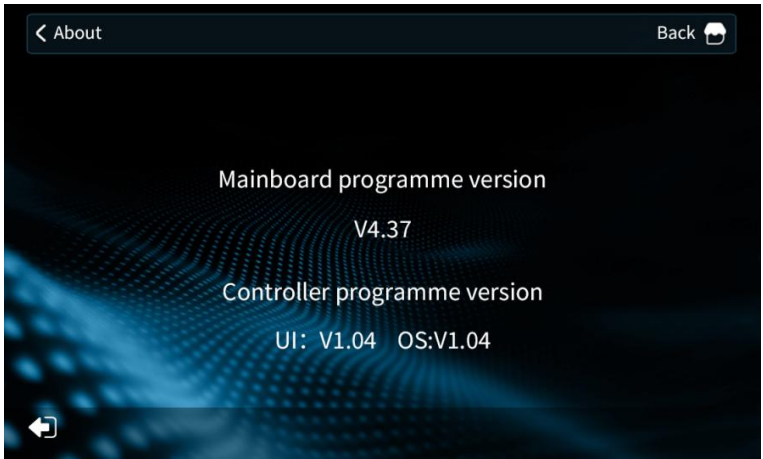 About
Back
Mainboard programme version
V4.37
Controller programme version
UI: V1.04 OS:V1.04